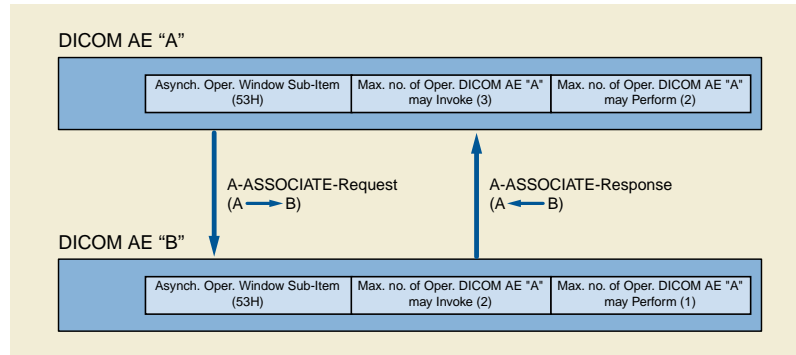 DICOM AE “A”
Asynch. Oper. Window Sub-Item
(53H)
Max. no. of Oper. DICOM AE "A"
may Invoke (3)
Max. no. of Oper. DICOM AE "A"
may Perform (2)
A-ASSOCIATE-Request
(A B)
A-ASSOCIATE-Response
(A B)
DICOM AE “B”
Asynch. Oper. Window Sub-Item
(53H)
Max. no. of Oper. DICOM AE "A"
may Invoke (2)
Max. no. of Oper. DICOM AE "A"
may Perform (1)